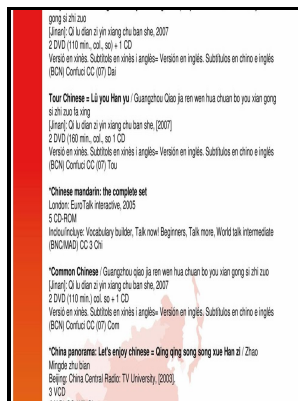 gong si zhi zuo
[Jinan]: Qi lu dian zi yin xiang chu ban she, 2007
2 DVD (110 min., col., so) + 1 CD
Versió en xinès. Subtítols en xinès i anglès= Versión en inglés. Subtítulos en chino e inglés
(BCN) Confuci CC (07) Dai
Tour Chinese = Lü you Han yu / Guangzhou Qiao jia ren wen hua chuan bo you xian gong
si zhi zuo fa xing
[Jinan]: Qi lu dian zi yin xiang chu ban she, [2007]
2 DVD (160 min., col., so 1 CD
Versió en xinès. Subtítols en xinès i anglès= Versión en inglés. Subtítulos en chino e inglés
(BCN) Confuci CC (07) Tou
*Chinese mandarin: the complete set
London: EuroTalk interactive, 2005
5 CD-ROM
Inclou/incluye: Vocabulary builder, Talk now! Beginners, Talk more, World talk intermediate
(BNC/MAD) CC 3 Chi
*Common Chinese / Guangzhou qiao ja ren wen hua chuan bo you xian gong si zhi zuo
[Jinan]: Qi lu dian zi yin xiang chu ban she, 2007
2 DVD (110 min.) col. so + 1 CD
Versió en xinès. Subtítols en xinès i anglès= Versión en inglés. Subtítulos en chino e inglés
(BCN) Confuci CC (07) Com
*China panorama: Let's enjoy chinese = Qing qing song song xue Han zi / Zhao
Mingde zhu bian
Beijing: China Central Radio: TV University, [2003],
3 VCD